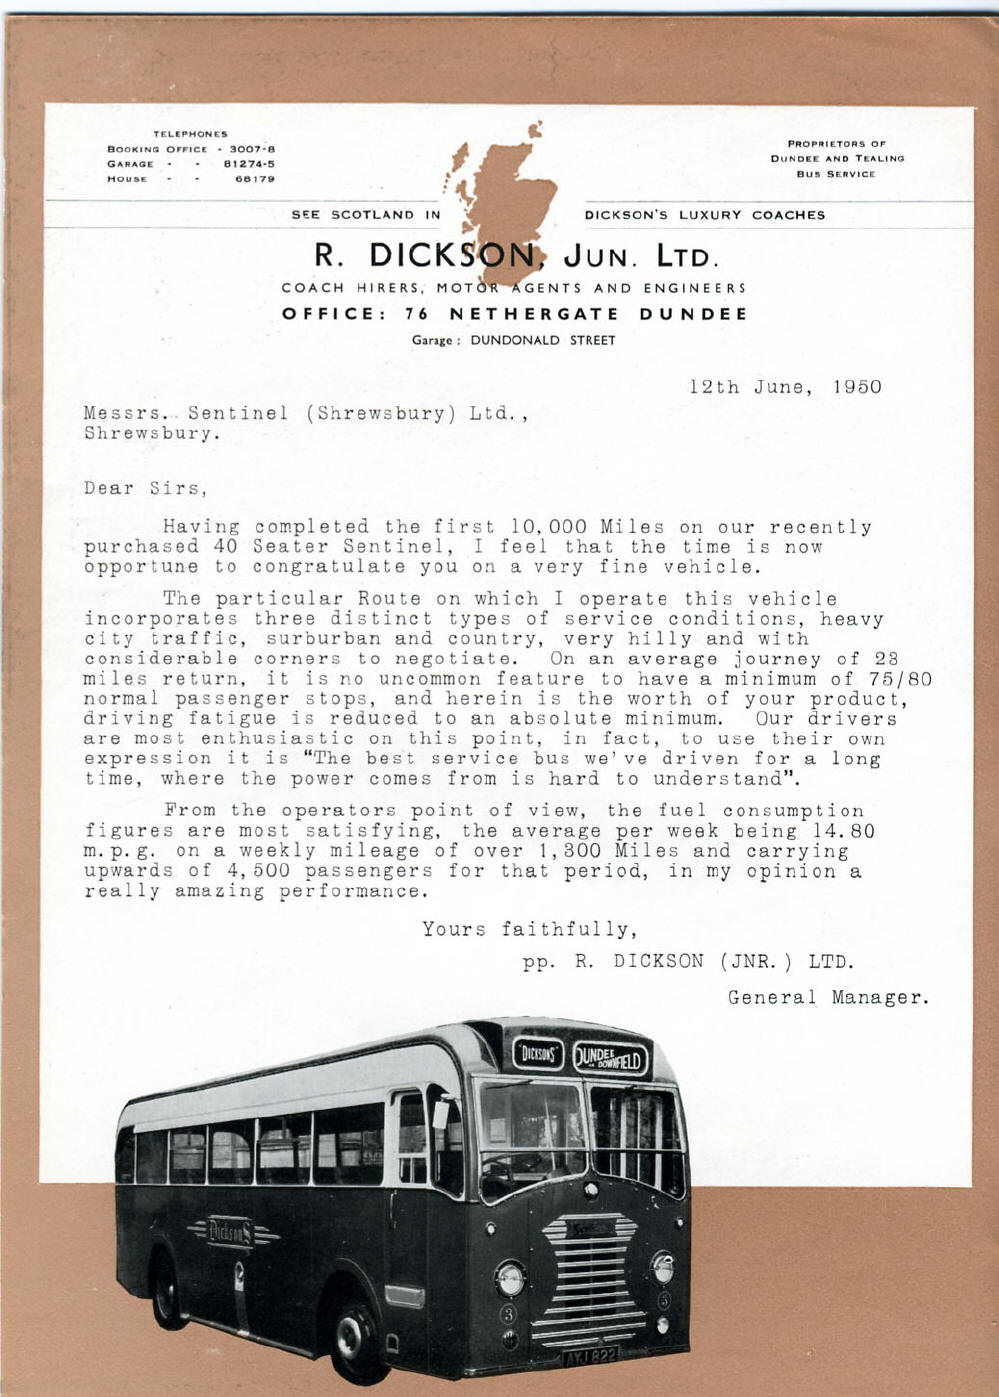 TELEPHONES
BOOKING OFFICE - 3007-8
GARAGE - - 81274-5
HOUSE - - 68179
PROPRIETORS OF
DUNDEE AND TEALING
BUS SERVICE
SEE SCOTLAND IN DICKSON'S LUXURY COACHES
R. DICKSON, JUN. LTD.
COACH HIRERS, MOTOR AGENTS AND ENGINEERS
OFFICE: 76 NETHERGATE DUNDEE
Garage: DUNDONALD STREET
12th June, 1950
Messrs. Sentinel (Shrewsbury) Ltd.,
Shrewsbury.
Dear Sirs,
Having completed the first 10,000 Miles on our recently
purchased 40 Seater Sentinel, I feel that the time is now
opportune to congratulate you on a very fine vehicle.
The particular Route on which I operate this vehicle
incorporates three distinct types of service conditions, heavy
city traffic, surburban and country, very hilly and with
considerable corners to negotiate. On an average journey of 23
miles return, it is no uncommon feature to have a minimum of 75/80
normal passenger stops, and herein is the worth of your product,
driving fatigue is reduced to an absolute minimum. Our drivers
are most enthusiastic on this point, in fact, to use their own
expression it is "The best service bus we've driven for a long
time, where the power comes from is hard to understand".
From the operators point of view, the fuel consumption
figures are most satisfying, the average per week being 14.80
m.p.g. on a weekly mileage of over 1,300 Miles and carrying
upwards of 4,500 passengers for that period, in my opinion a
really amazing performance.
Yours faithfully,
pp. R. DICKSON (JNR.) LTD.
General Manager.
"DICKSONS"
DUNDEE
DOWNFIELD
Dicksons
3
3
AYJ 822